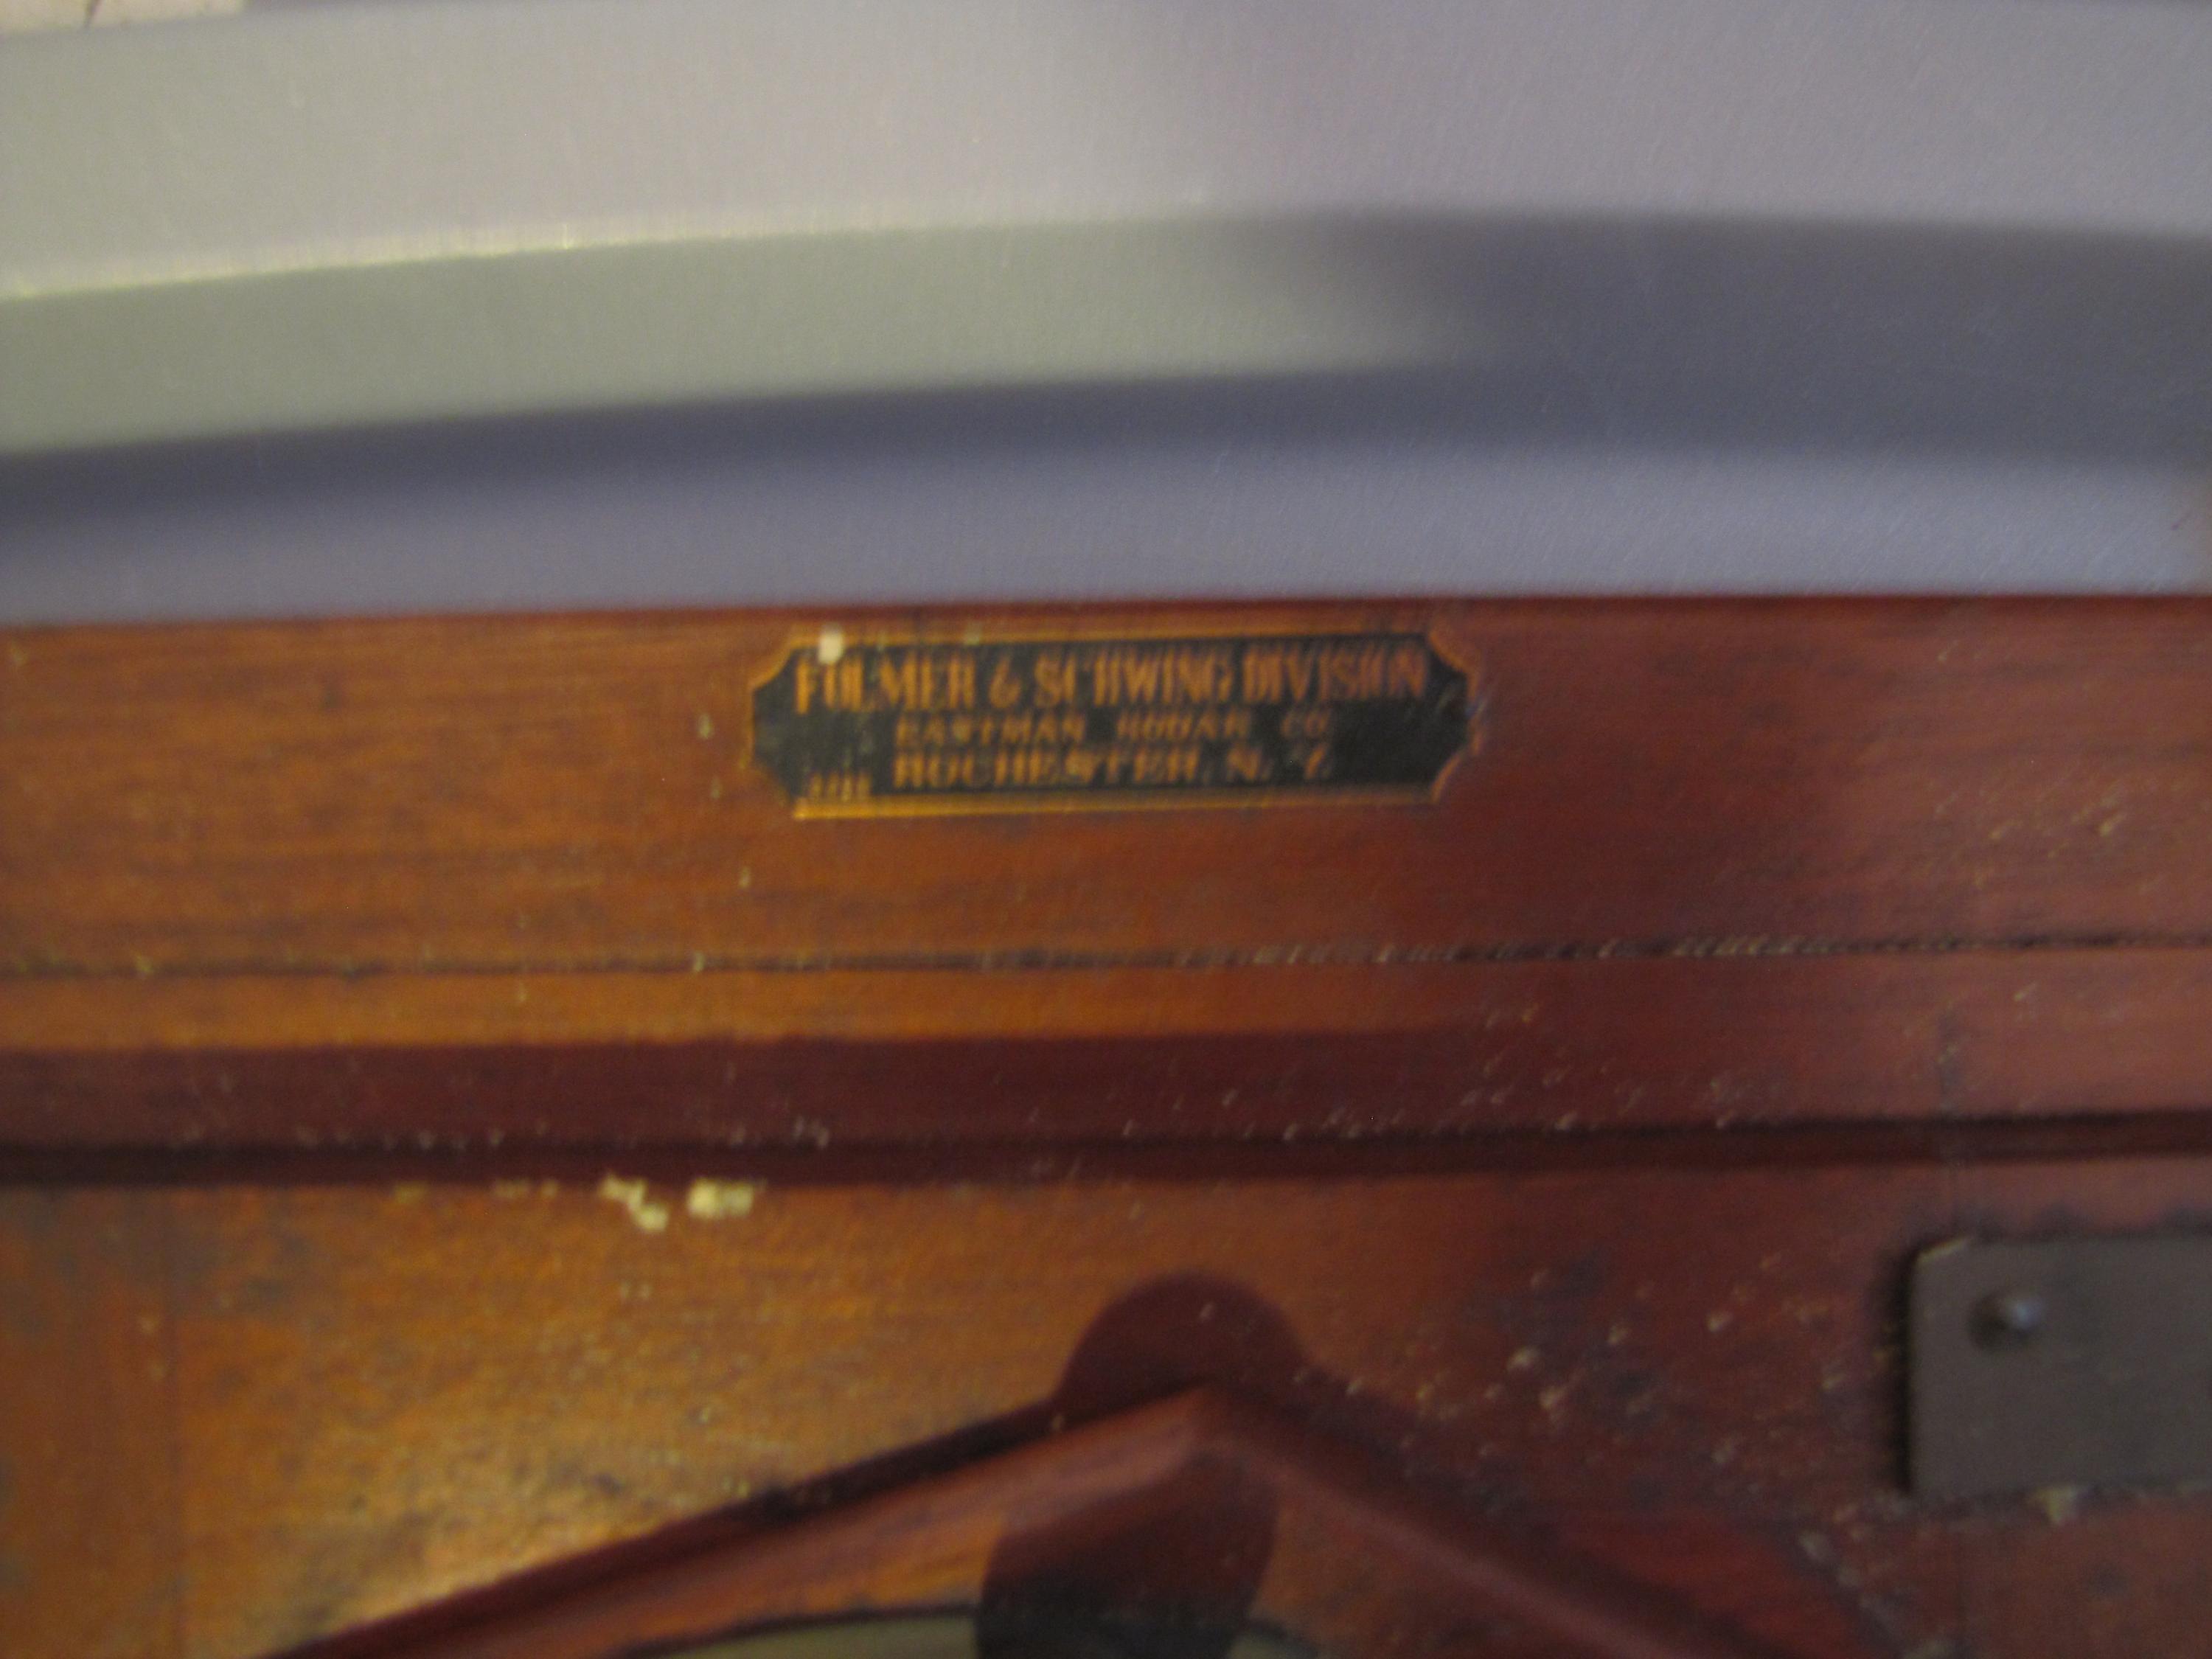 FOLMER & SCHWING DIVISION
EASTMAN KODAK CO
ROCHESTER, N. Y.